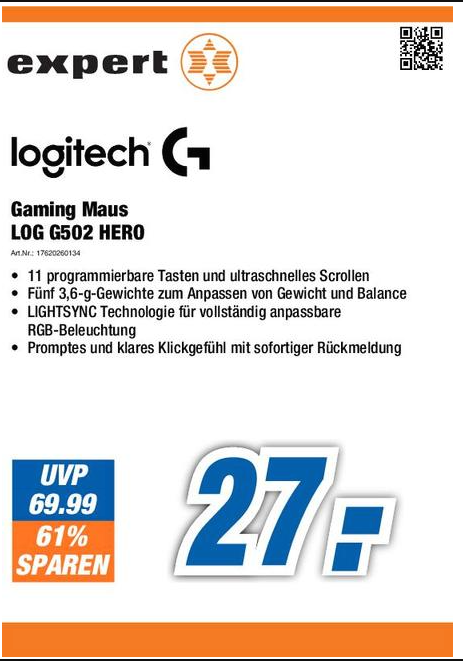 expert
logitech G
Gaming Maus
LOG G502 HERO
Art.Nr.: 17620260134
• 11 programmierbare Tasten und ultraschnelles Scrollen
• Fünf 3,6-g-Gewichte zum Anpassen von Gewicht und Balance
• LIGHTSYNC Technologie für vollständig anpassbare
RGB-Beleuchtung
• Promptes und klares Klickgefühl mit sofortiger Rückmeldung
UVP
69.99
61%
SPAREN
27.-